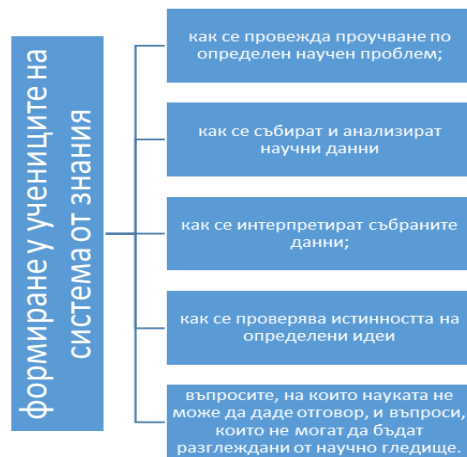 формиране у учениците на
система от знания
как се провежда проучване по
определен научен проблем;
как се събират и анализират
научни данни
как се интерпретират събраните
данни;
как се проверява истинността на
определени идеи
въпросите, на които науката не
може да даде отговор, и въпроси,
които не могат да бъдат
разглеждани от научно гледище.